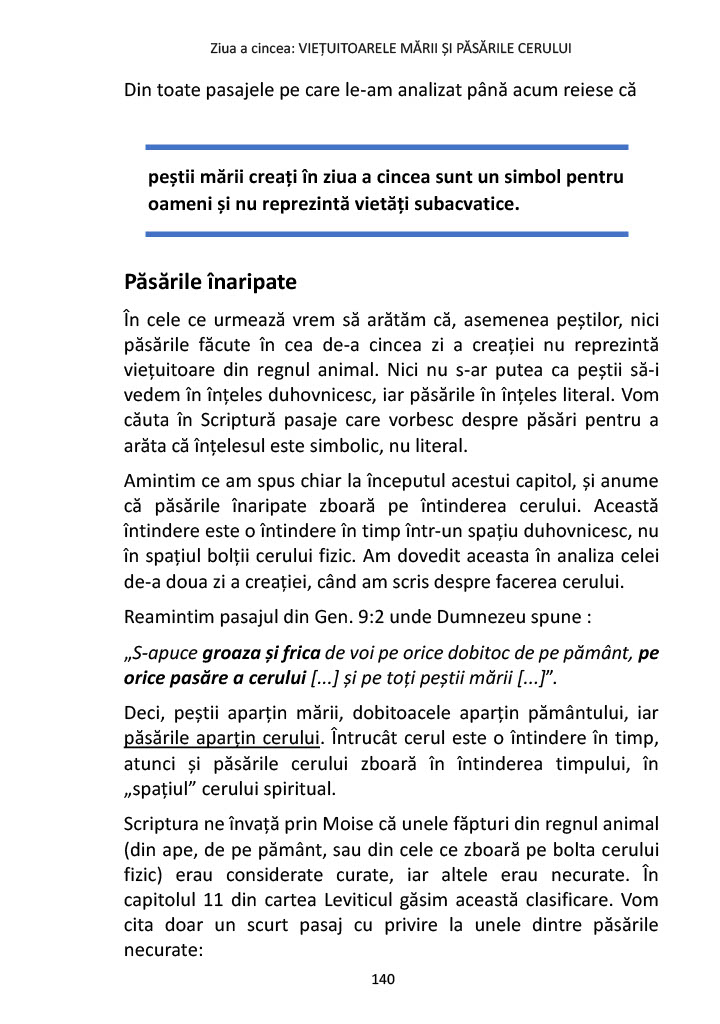 Ziua a cincea: VIEȚUITOARELE MĂRII ȘI PĂSĂRILE CERULUI
Din toate pasajele pe care le-am analizat până acum reiese că
peștii mării creați în ziua a cincea sunt un simbol pentru
oameni și nu reprezintă vietăți subacvatice.
Păsările înaripate
În cele ce urmează vrem să arătăm că, asemenea peștilor, nici
păsările făcute în cea de-a cincea zi a creației nu reprezintă
viețuitoare din regnul animal. Nici nu s-ar putea ca peștii să-i
vedem în înțeles duhovnicesc, iar păsările în înțeles literal. Vom
căuta în Scriptură pasaje care vorbesc despre păsări pentru a
arăta că înțelesul este simbolic, nu literal.
Amintim ce am spus chiar la începutul acestui capitol, și anume
că păsările înaripate zboară pe întinderea cerului. Această
întindere este o întindere în timp într-un spațiu duhovnicesc, nu
în spațiul bolții cerului fizic. Am dovedit aceasta în analiza celei
de-a doua zi a creației, când am scris despre facerea cerului.
Reamintim pasajul din Gen. 9:2 unde Dumnezeu spune :
„S-apuce groaza și frica de voi pe orice dobitoc de pe pământ, pe
orice pasăre a cerului [...] și pe toți peștii mării [...]”.
Deci, peștii aparțin mării, dobitoacele aparțin pământului, iar
păsările aparțin cerului. Întrucât cerul este o întindere în timp,
atunci și păsările cerului zboară în întinderea timpului, în
„spațiul” cerului spiritual.
Scriptura ne învață prin Moise că unele făpturi din regnul animal
(din ape, de pe pământ, sau din cele ce zboară pe bolta cerului
fizic) erau considerate curate, iar altele erau necurate. În
capitolul 11 din cartea Leviticul găsim această clasificare. Vom
cita doar un scurt pasaj cu privire la unele dintre păsările
necurate:
140